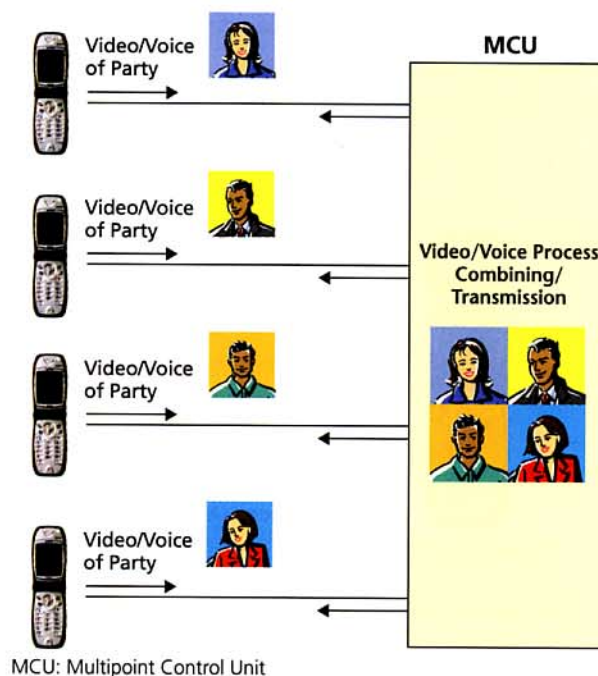 Video/Voice
of Party
MCU
Video/Voice
of Party
Video/Voice Process
Combining/
Transmission
Video/Voice
of Party
Video/Voice
of Party
MCU: Multipoint Control Unit